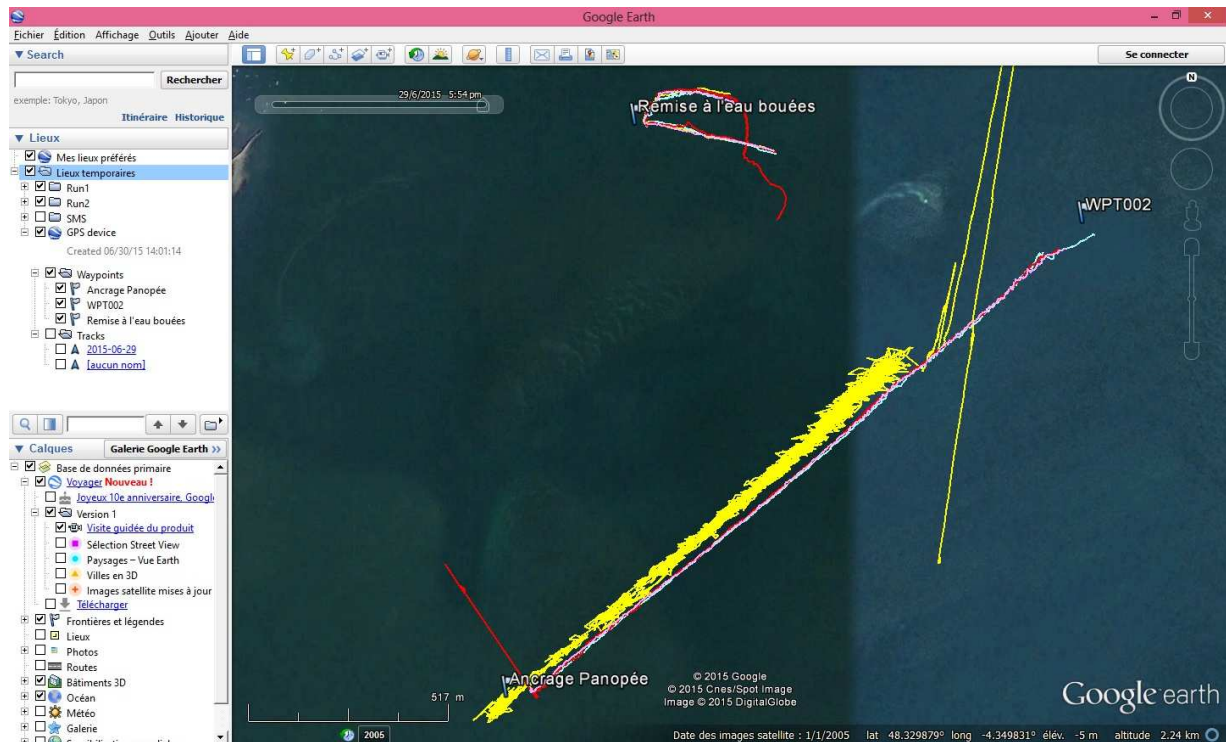 Google Earth
Fichier Édition Affichage Outils Ajouter Aide
Search
Rechercher
exemple: Tokyo, Japon
Itinéraire Historique
Lieux
Mes lieux préférés
Lieux temporaires
Run1
Run2
SMS
GPS device
Created 06/30/15 14:01:14
Waypoints
Ancrage Panopée
WPT002
Remise à l'eau bouées
Tracks
2015-06-29
[aucun nom]
Calques
Galerie Google Earth >>
Base de données primaire
Voyager Nouveau !
Joyeux 10e anniversaire, Googl
Version 1
Visite guidée du produit
Sélection Street View
Paysages – Vue Earth
Villes en 3D
Images satellite mises à jour
Télécharger
Frontières et légendes
Lieux
Photos
Routes
Bâtiments 3D
Océan
Météo
Galerie
Se connecter
29/6/2015 5:54 pm
N
Remise à l'eau bouées
WPT002
Ancrage Panopée
517 m
© 2015 Google
© 2015 Cnes/Spot Image
Image © 2015 DigitalGlobe
Google earth
2005
Date des images satellite : 1/1/2005 lat 48.329879° long -4.349831° élév. -5 m altitude 2.24 km